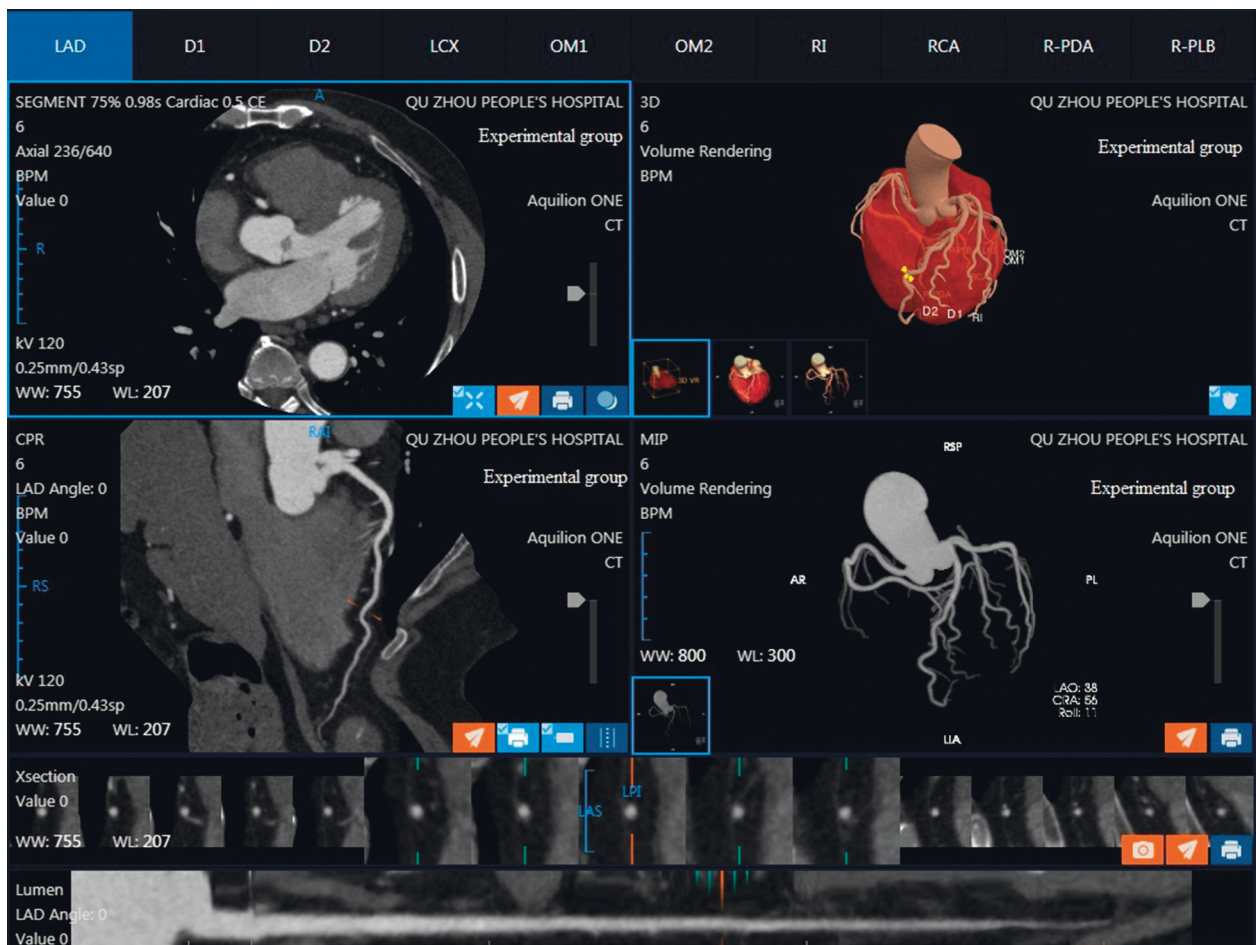 LAD D1 D2 LCX OM1 OM2 RI RCA R-PDA R-PLB
SEGMENT 75% 0.98s Cardiac 0.5 CE
6
Axial 236/640
BPM
Value 0
A
QU ZHOU PEOPLE'S HOSPITAL
Experimental group
Aquilion ONE
CT
R
kV 120
0.25mm/0.43sp
WW: 755 WL: 207
3D
6
Volume Rendering
BPM
QU ZHOU PEOPLE'S HOSPITAL
Experimental group
Aquilion ONE
CT
OM2
OM1
D2 D1 RI
3D VR
CPR
6
LAD Angle: 0
BPM
Value 0
RAI
QU ZHOU PEOPLE'S HOSPITAL
Experimental group
Aquilion ONE
CT
RS
kV 120
0.25mm/0.43sp
WW: 755 WL: 207
MIP
6
Volume Rendering
BPM
RSP
QU ZHOU PEOPLE'S HOSPITAL
Experimental group
Aquilion ONE
CT
AR
PL
WW: 800 WL: 300
LAO: 38
CRA: 56
Roll: 11
LIA
Xsection
Value 0
LPI
LAS
WW: 755 WL: 207
Lumen
LAD Angle: 0
Value 0